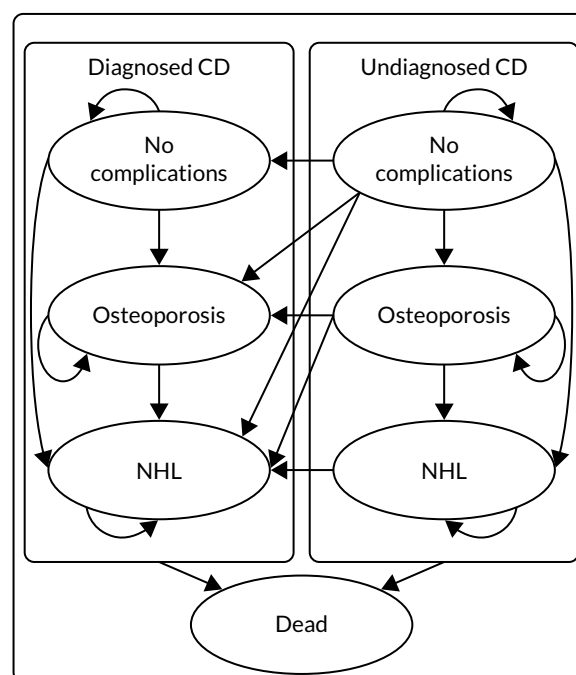 Diagnosed CD
Undiagnosed CD
No
complications
No
complications
Osteoporosis
Osteoporosis
NHL
NHL
Dead